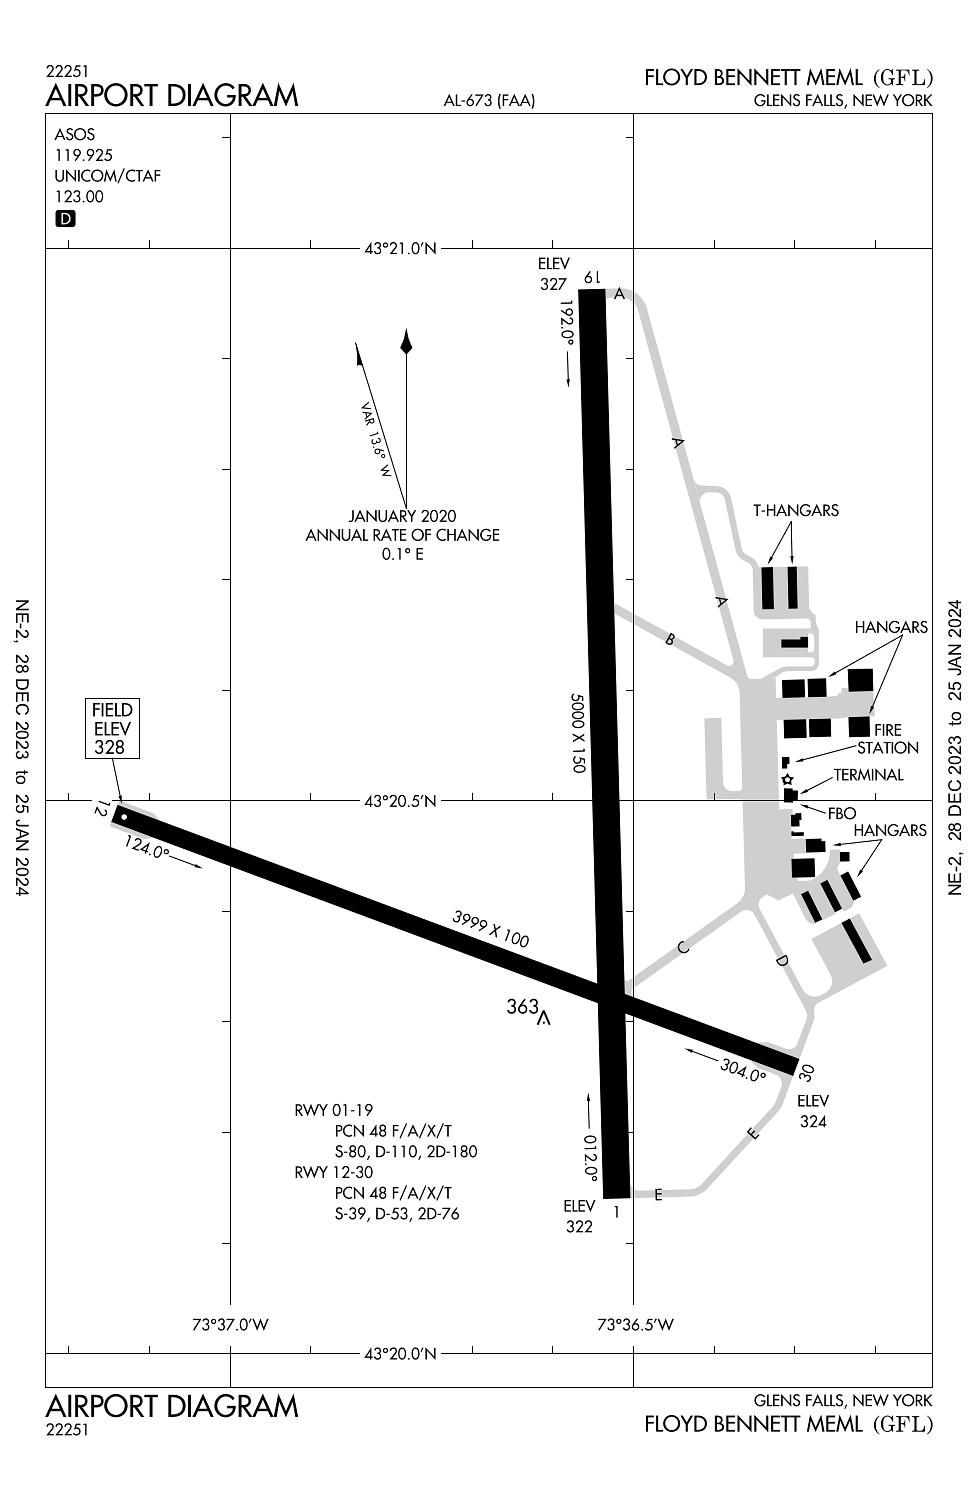 22251
AIRPORT DIAGRAM
AL-673 (FAA)
FLOYD BENNETT MEML (GFL)
GLENS FALLS, NEW YORK
ASOS
119.925
UNICOM/CTAF
123.00
D
43°21.0'N
ELEV
327
19
A
192.0°
VAR 13.6° W
A
JANUARY 2020
ANNUAL RATE OF CHANGE
0.1° E
T-HANGARS
A
B
HANGARS
NE-2, 28 DEC 2023 to 25 JAN 2024
NE-2, 28 DEC 2023 to 25 JAN 2024
5000 X 150
FIELD
ELEV
328
FIRE
STATION
TERMINAL
43°20.5'N
12
FBO
HANGARS
124.0°
3999 X 100
C
D
363
304.0°
30
ELEV
324
RWY 01-19
PCN 48 F/A/X/T
S-80, D-110, 2D-180
RWY 12-30
PCN 48 F/A/X/T
S-39, D-53, 2D-76
012.0°
E
E
ELEV
322
1
73°37.0'W
73°36.5'W
43°20.0'N
AIRPORT DIAGRAM
22251
GLENS FALLS, NEW YORK
FLOYD BENNETT MEML (GFL)